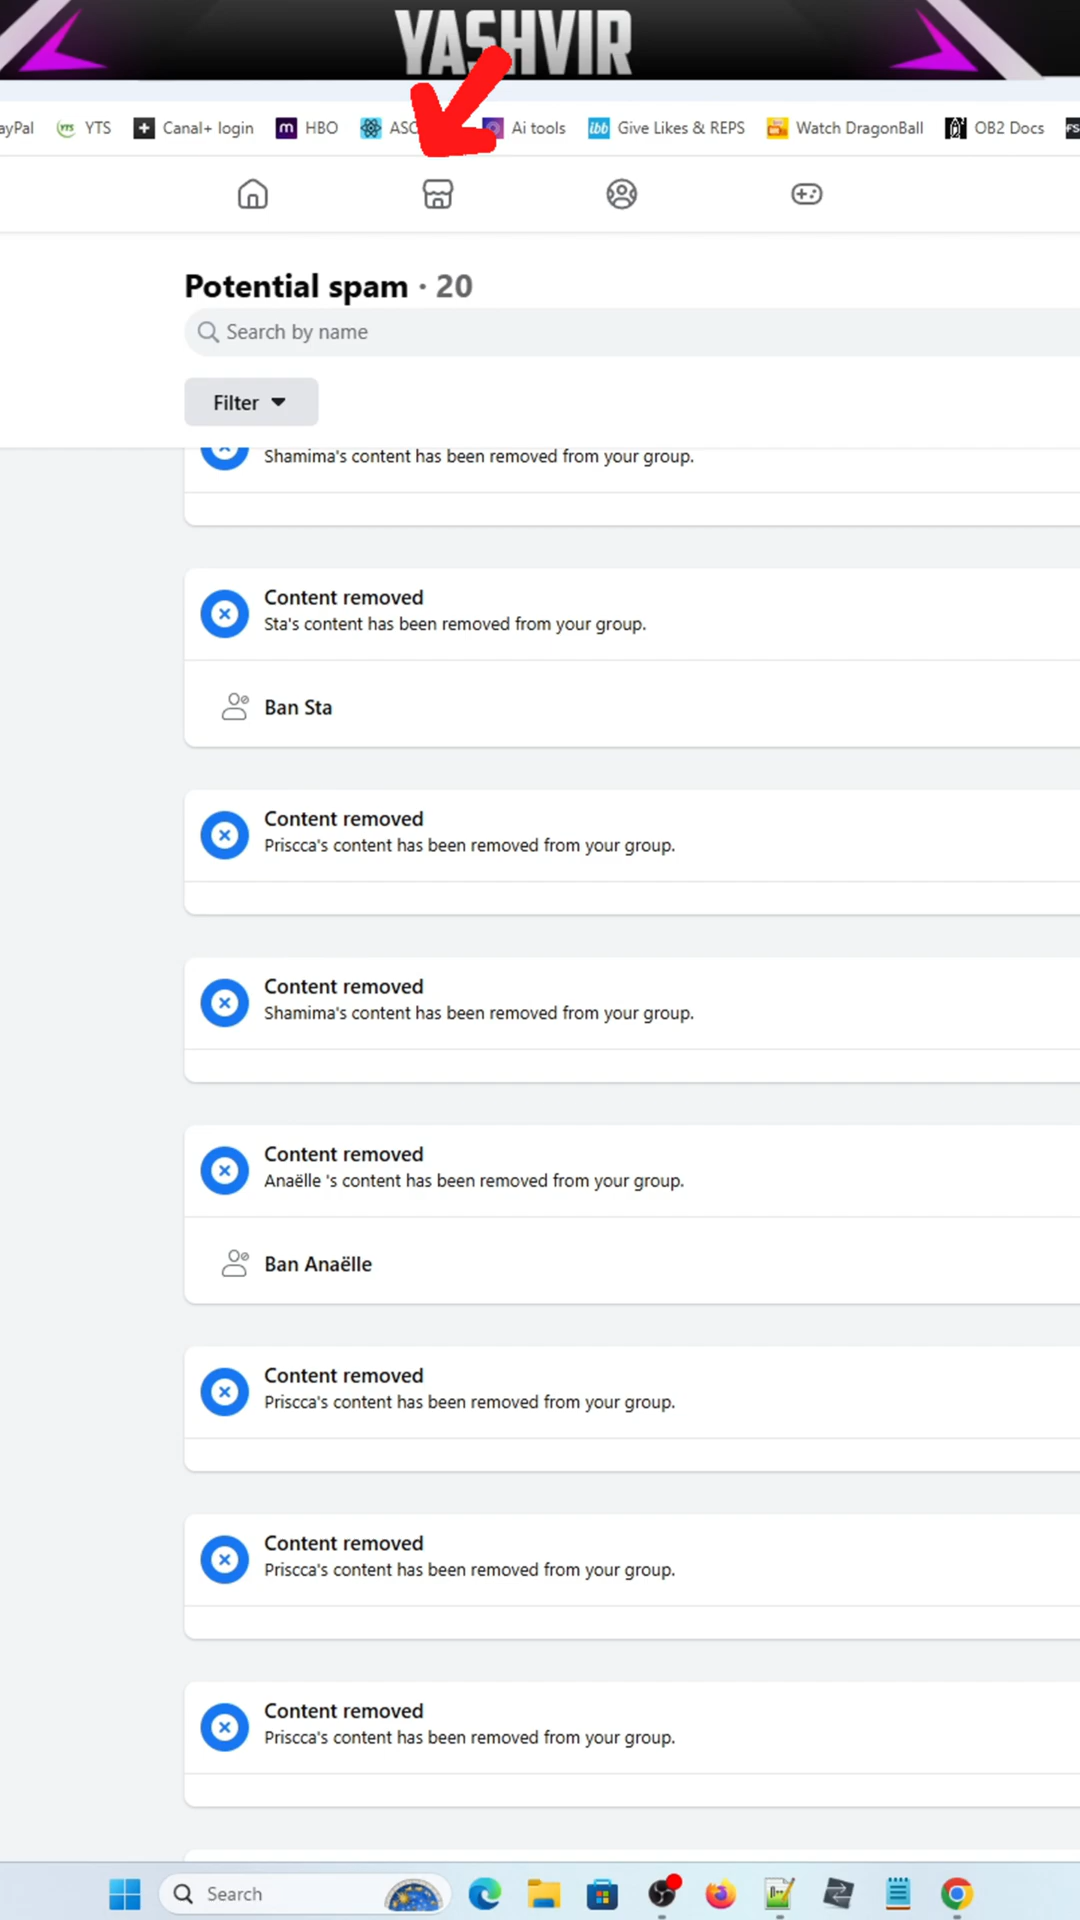 YASHVIR
ayPal YTS Canal+ login HBO ASC Ai tools Give Likes & REPS Watch DragonBall OB2 Docs
Potential spam · 20
Search by name
Filter
Shamima's content has been removed from your group.
Content removed
Sta's content has been removed from your group.
Ban Sta
Content removed
Priscca's content has been removed from your group.
Content removed
Shamima's content has been removed from your group.
Content removed
Anaëlle 's content has been removed from your group.
Ban Anaëlle
Content removed
Priscca's content has been removed from your group.
Content removed
Priscca's content has been removed from your group.
Content removed
Priscca's content has been removed from your group.
Search